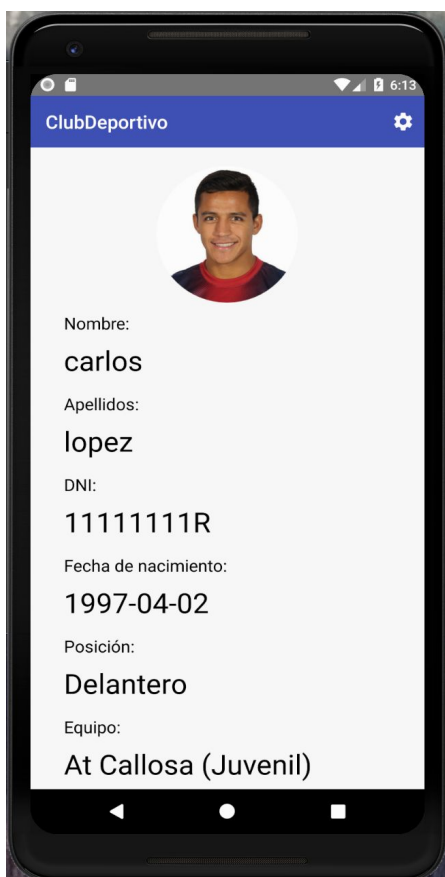 6:13
ClubDeportivo
Nombre:
carlos
Apellidos:
lopez
DNI:
11111111R
Fecha de nacimiento:
1997-04-02
Posición:
Delantero
Equipo:
At Callosa (Juvenil)